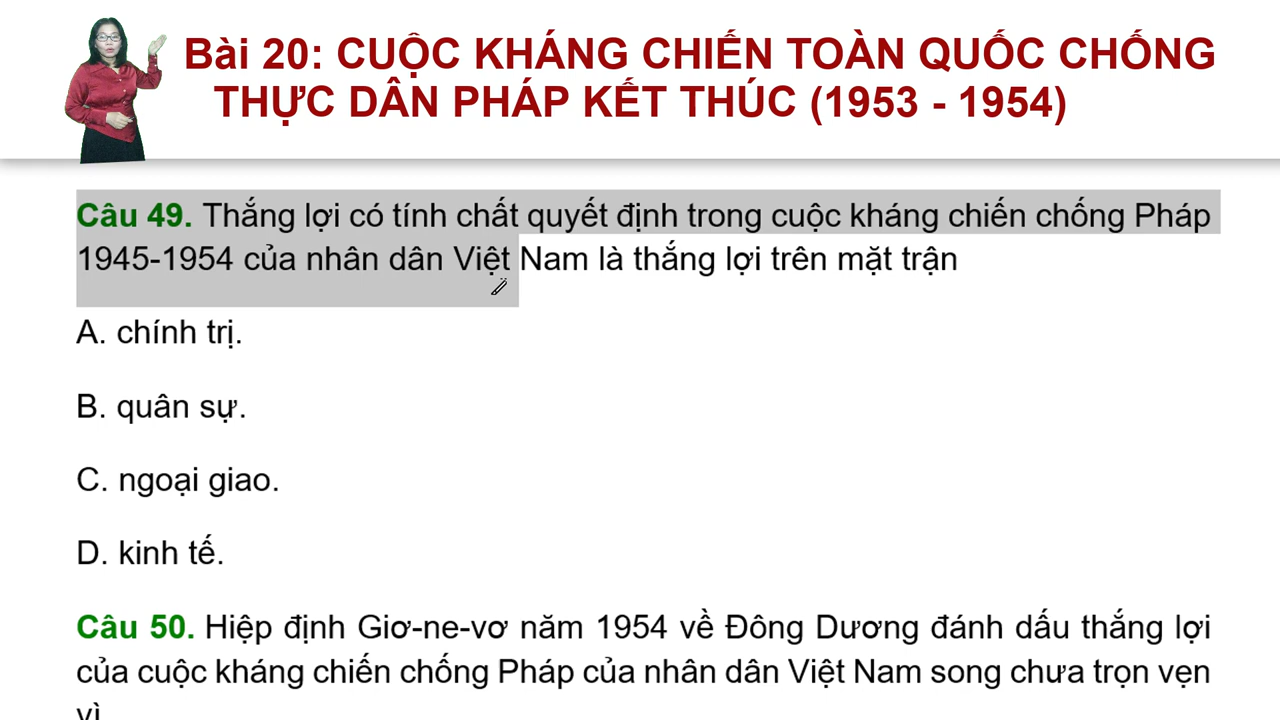 Bài 20: CUỘC KHÁNG CHIẾN TOÀN QUỐC CHỐNG
THỰC DÂN PHÁP KẾT THÚC (1953 - 1954)
Câu 49. Thắng lợi có tính chất quyết định trong cuộc kháng chiến chống Pháp
1945-1954 của nhân dân Việt Nam là thắng lợi trên mặt trận
A. chính trị.
B. quân sự.
C. ngoại giao.
D. kinh tế.
Câu 50. Hiệp định Giơ-ne-vơ năm 1954 về Đông Dương đánh dấu thắng lợi
của cuộc kháng chiến chống Pháp của nhân dân Việt Nam song chưa trọn vẹn
vì